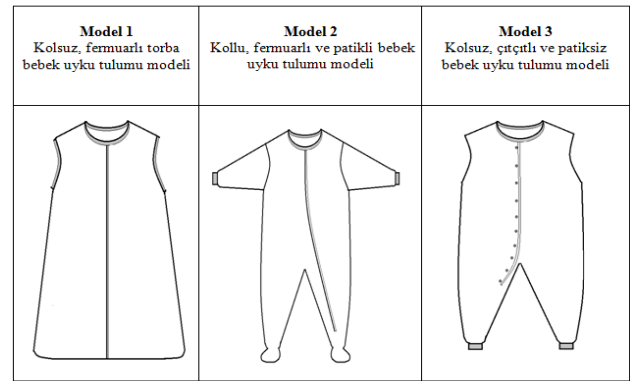 Model 1
Kolsuz, fermuarlı torba
bebek uyku tulumu modeli
Model 2
Kollu, fermuarlı ve patikli bebek
uyku tulumu modeli
Model 3
Kolsuz, çıtçıtlı ve patiksiz
bebek uyku tulumu modeli